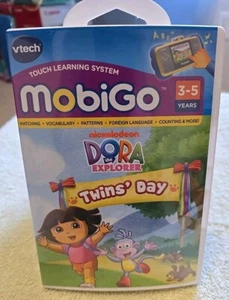 vtech
TOUCH LEARNING SYSTEM
MobiGo
3-5
YEARS
MATCHING • VOCABULARY • PATTERNS • FOREIGN LANGUAGE • COUNTING & MORE!
nickelodeon
DORA
the
EXPLORER
Twins' Day